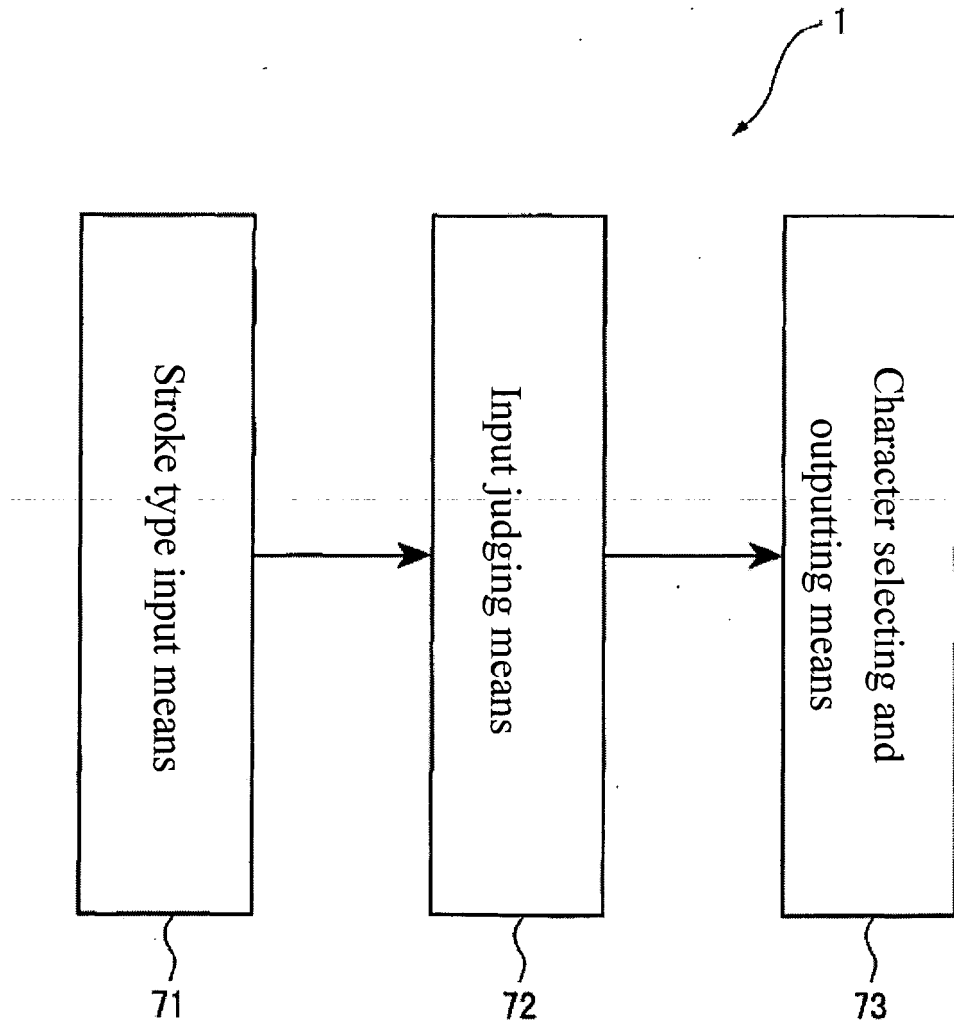 1
Stroke type input means
Input judging means
Character selecting and
outputting means
71
72
73